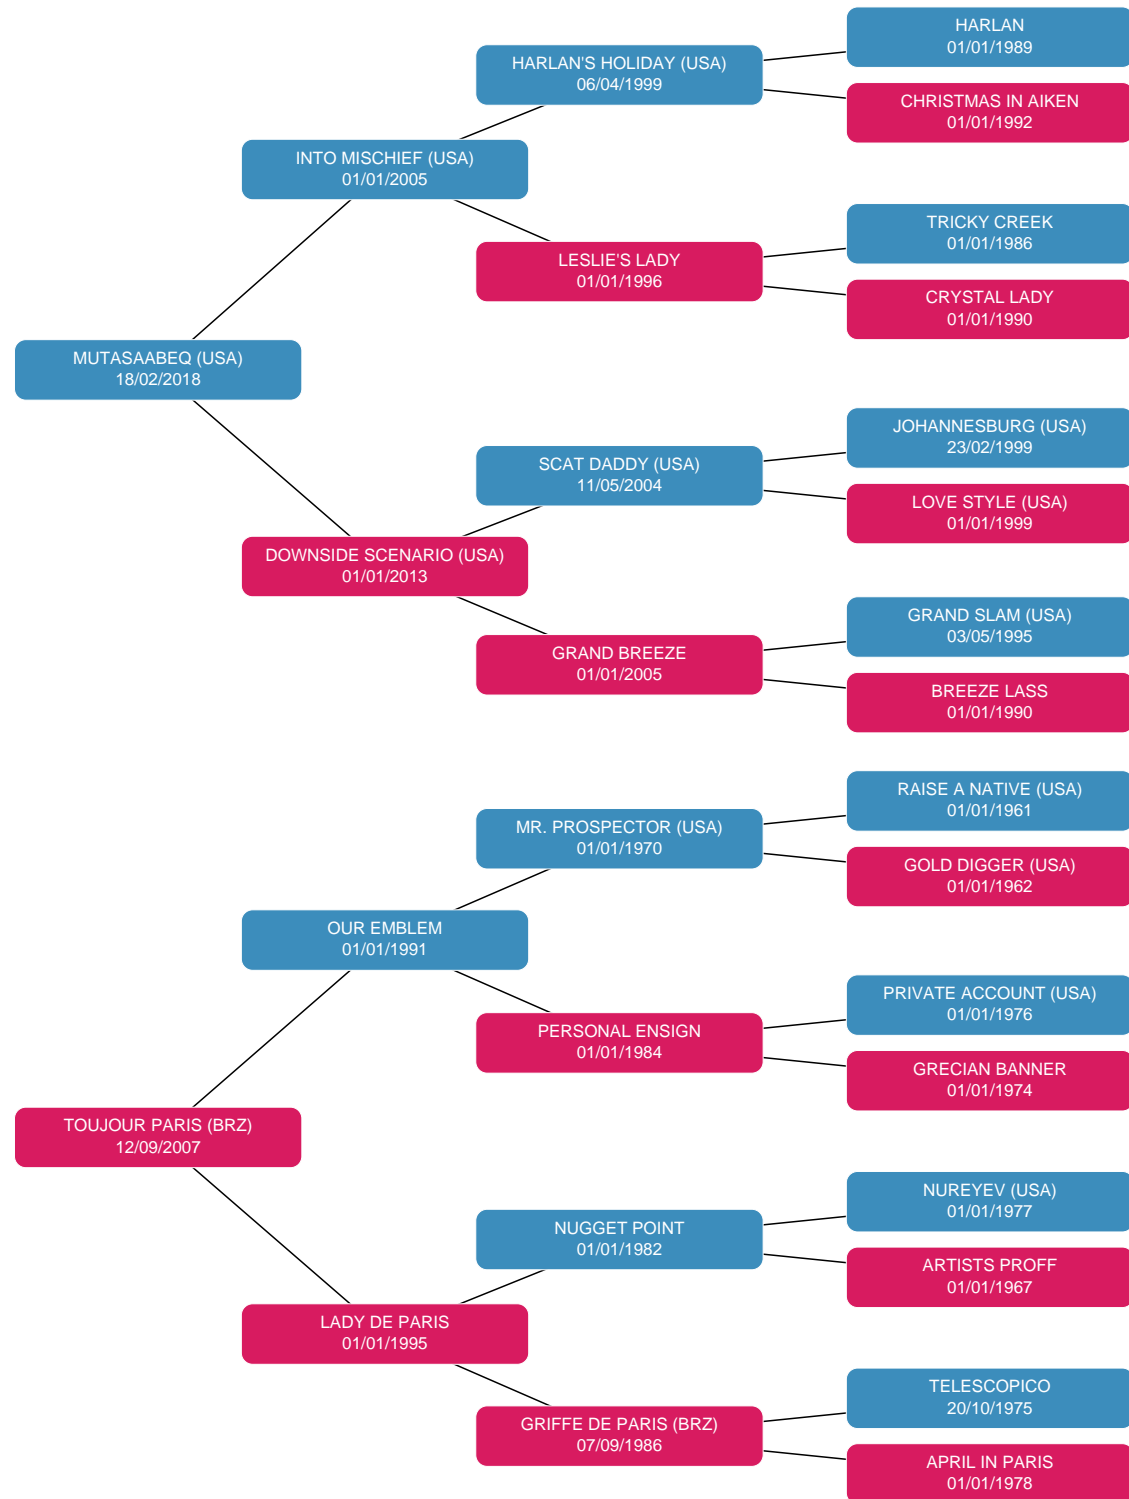 HARLAN
01/01/1989
HARLAN'S HOLIDAY (USA)
06/04/1999
CHRISTMAS IN AIKEN
01/01/1992
INTO MISCHIEF (USA)
01/01/2005
TRICKY CREEK
01/01/1986
LESLIE'S LADY
01/01/1996
CRYSTAL LADY
01/01/1990
MUTASAABEQ (USA)
18/02/2018
JOHANNESBURG (USA)
23/02/1999
SCAT DADDY (USA)
11/05/2004
LOVE STYLE (USA)
01/01/1999
DOWNSIDE SCENARIO (USA)
01/01/2013
GRAND SLAM (USA)
03/05/1995
GRAND BREEZE
01/01/2005
BREEZE LASS
01/01/1990
RAISE A NATIVE (USA)
01/01/1961
MR. PROSPECTOR (USA)
01/01/1970
GOLD DIGGER (USA)
01/01/1962
OUR EMBLEM
01/01/1991
PRIVATE ACCOUNT (USA)
01/01/1976
PERSONAL ENSIGN
01/01/1984
GRECIAN BANNER
01/01/1974
TOUJOUR PARIS (BRZ)
12/09/2007
NUREYEV (USA)
01/01/1977
NUGGET POINT
01/01/1982
ARTISTS PROFF
01/01/1967
LADY DE PARIS
01/01/1995
TELESCOPICO
20/10/1975
GRIFFE DE PARIS (BRZ)
07/09/1986
APRIL IN PARIS
01/01/1978